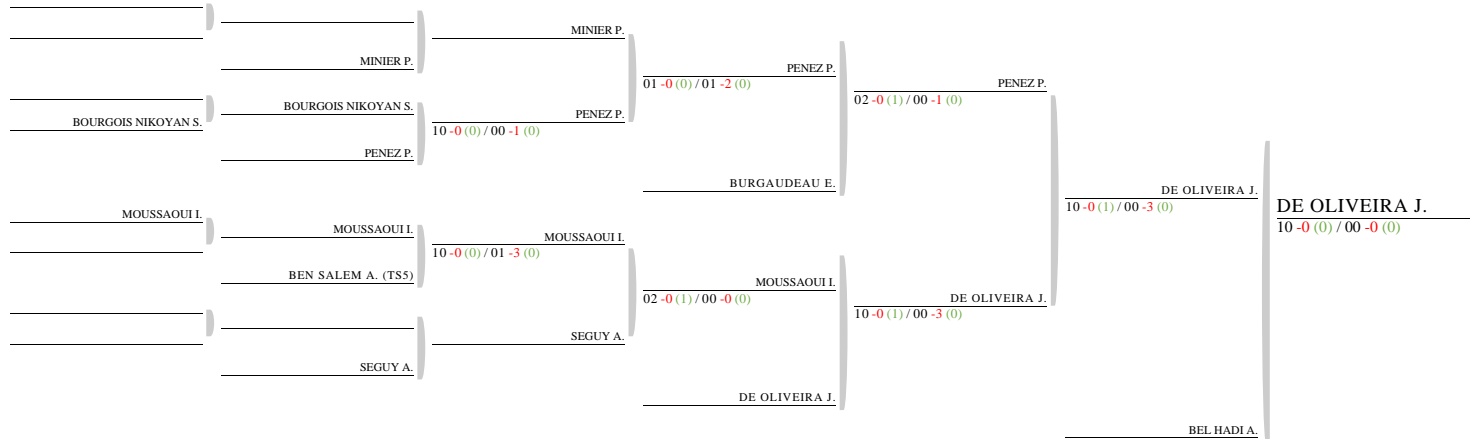 BOURGOIS NIKOYAN S.
MOUSSAOUI I.
MINIER P.
BOURGOIS NIKOYAN S.
PENEZ P.
MOUSSAOUI I.
BEN SALEM A. (TS5)
SEGUY A.
MINIER P.
PENEZ P.
10 -0 (0) / 00 -1 (0)
MOUSSAOUI I.
10 -0 (0) / 01 -3 (0)
SEGUY A.
PENEZ P.
01 -0 (0) / 01 -2 (0)
BURGAUDEAU E.
MOUSSAOUI I.
02 -0 (1) / 00 -0 (0)
DE OLIVEIRA J.
PENEZ P.
02 -0 (1) / 00 -1 (0)
DE OLIVEIRA J.
10 -0 (1) / 00 -3 (0)
DE OLIVEIRA J.
10 -0 (1) / 00 -3 (0)
BEL HADI A.
DE OLIVEIRA J.
10 -0 (0) / 00 -0 (0)